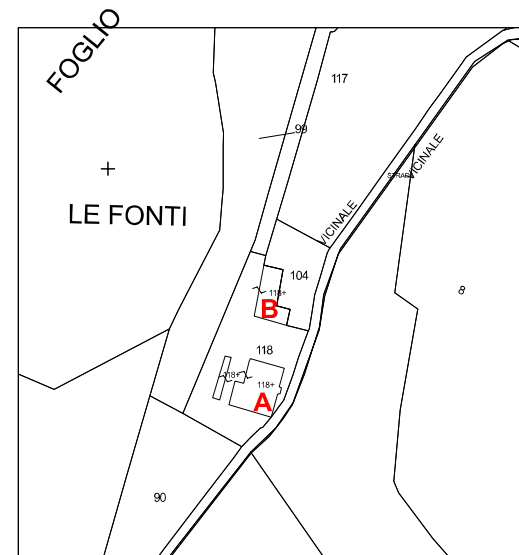 FOGLIO
117
99
VICINALE
STRADA
LE FONTI
VICINALE
104
118+
8
B
118
118+
118+
A
90